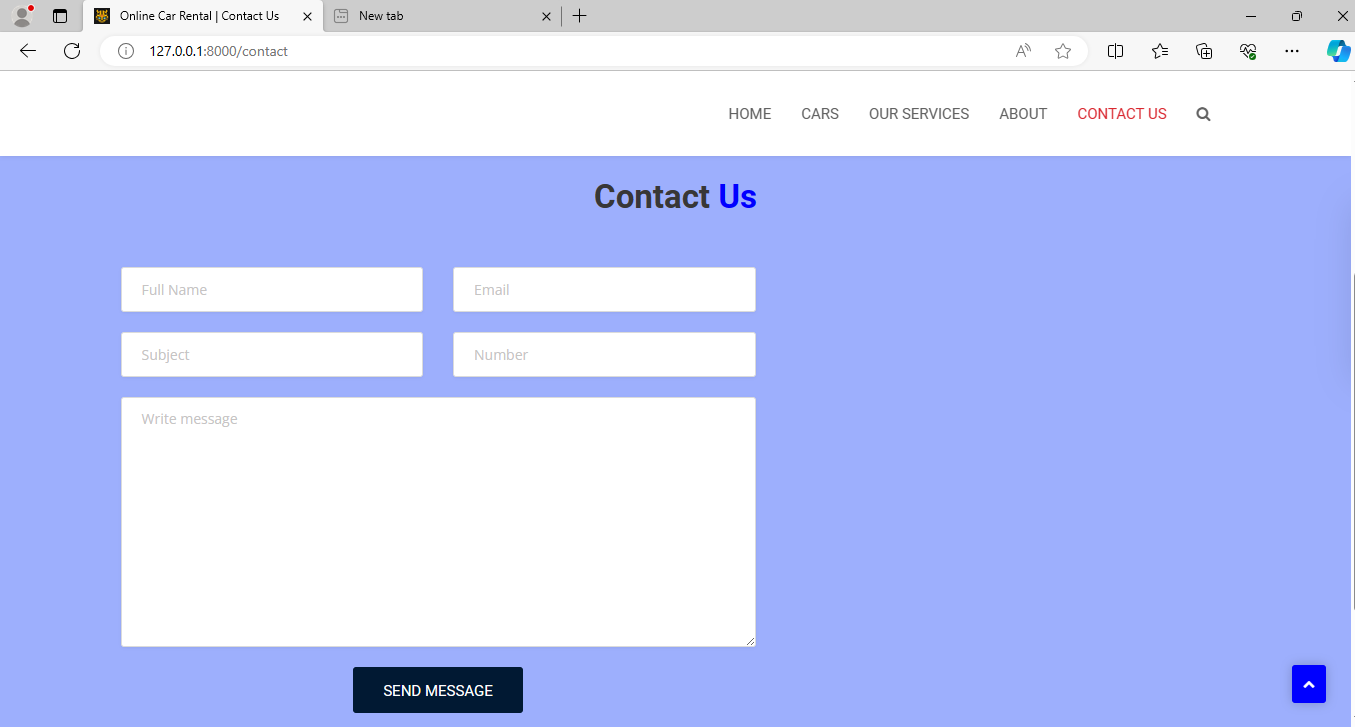 Online Car Rental | Contact Us
New tab
127.0.0.1:8000/contact
HOME CARS OUR SERVICES ABOUT CONTACT US
Contact Us
Full Name Email
Subject Number
Write message
SEND MESSAGE